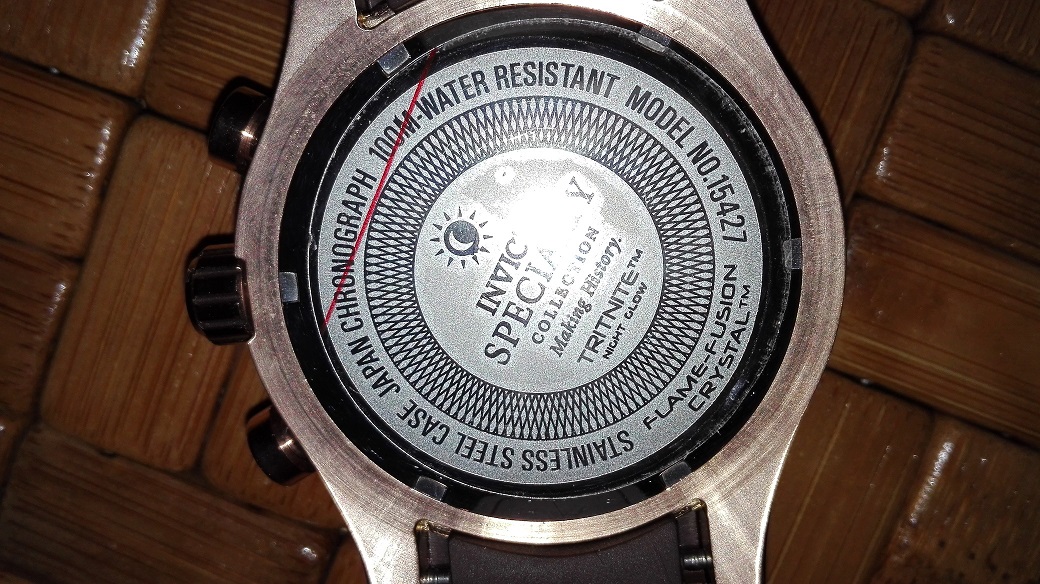 100M-WATER RESISTANT MODEL NO.15427
FLAME-FUSION
CRYSTAL™
STAINLESS STEEL CASE JAPAN CHRONOGRAPH
COLLECTION
Making History.
TRITNITE™
NIGHT GLOW